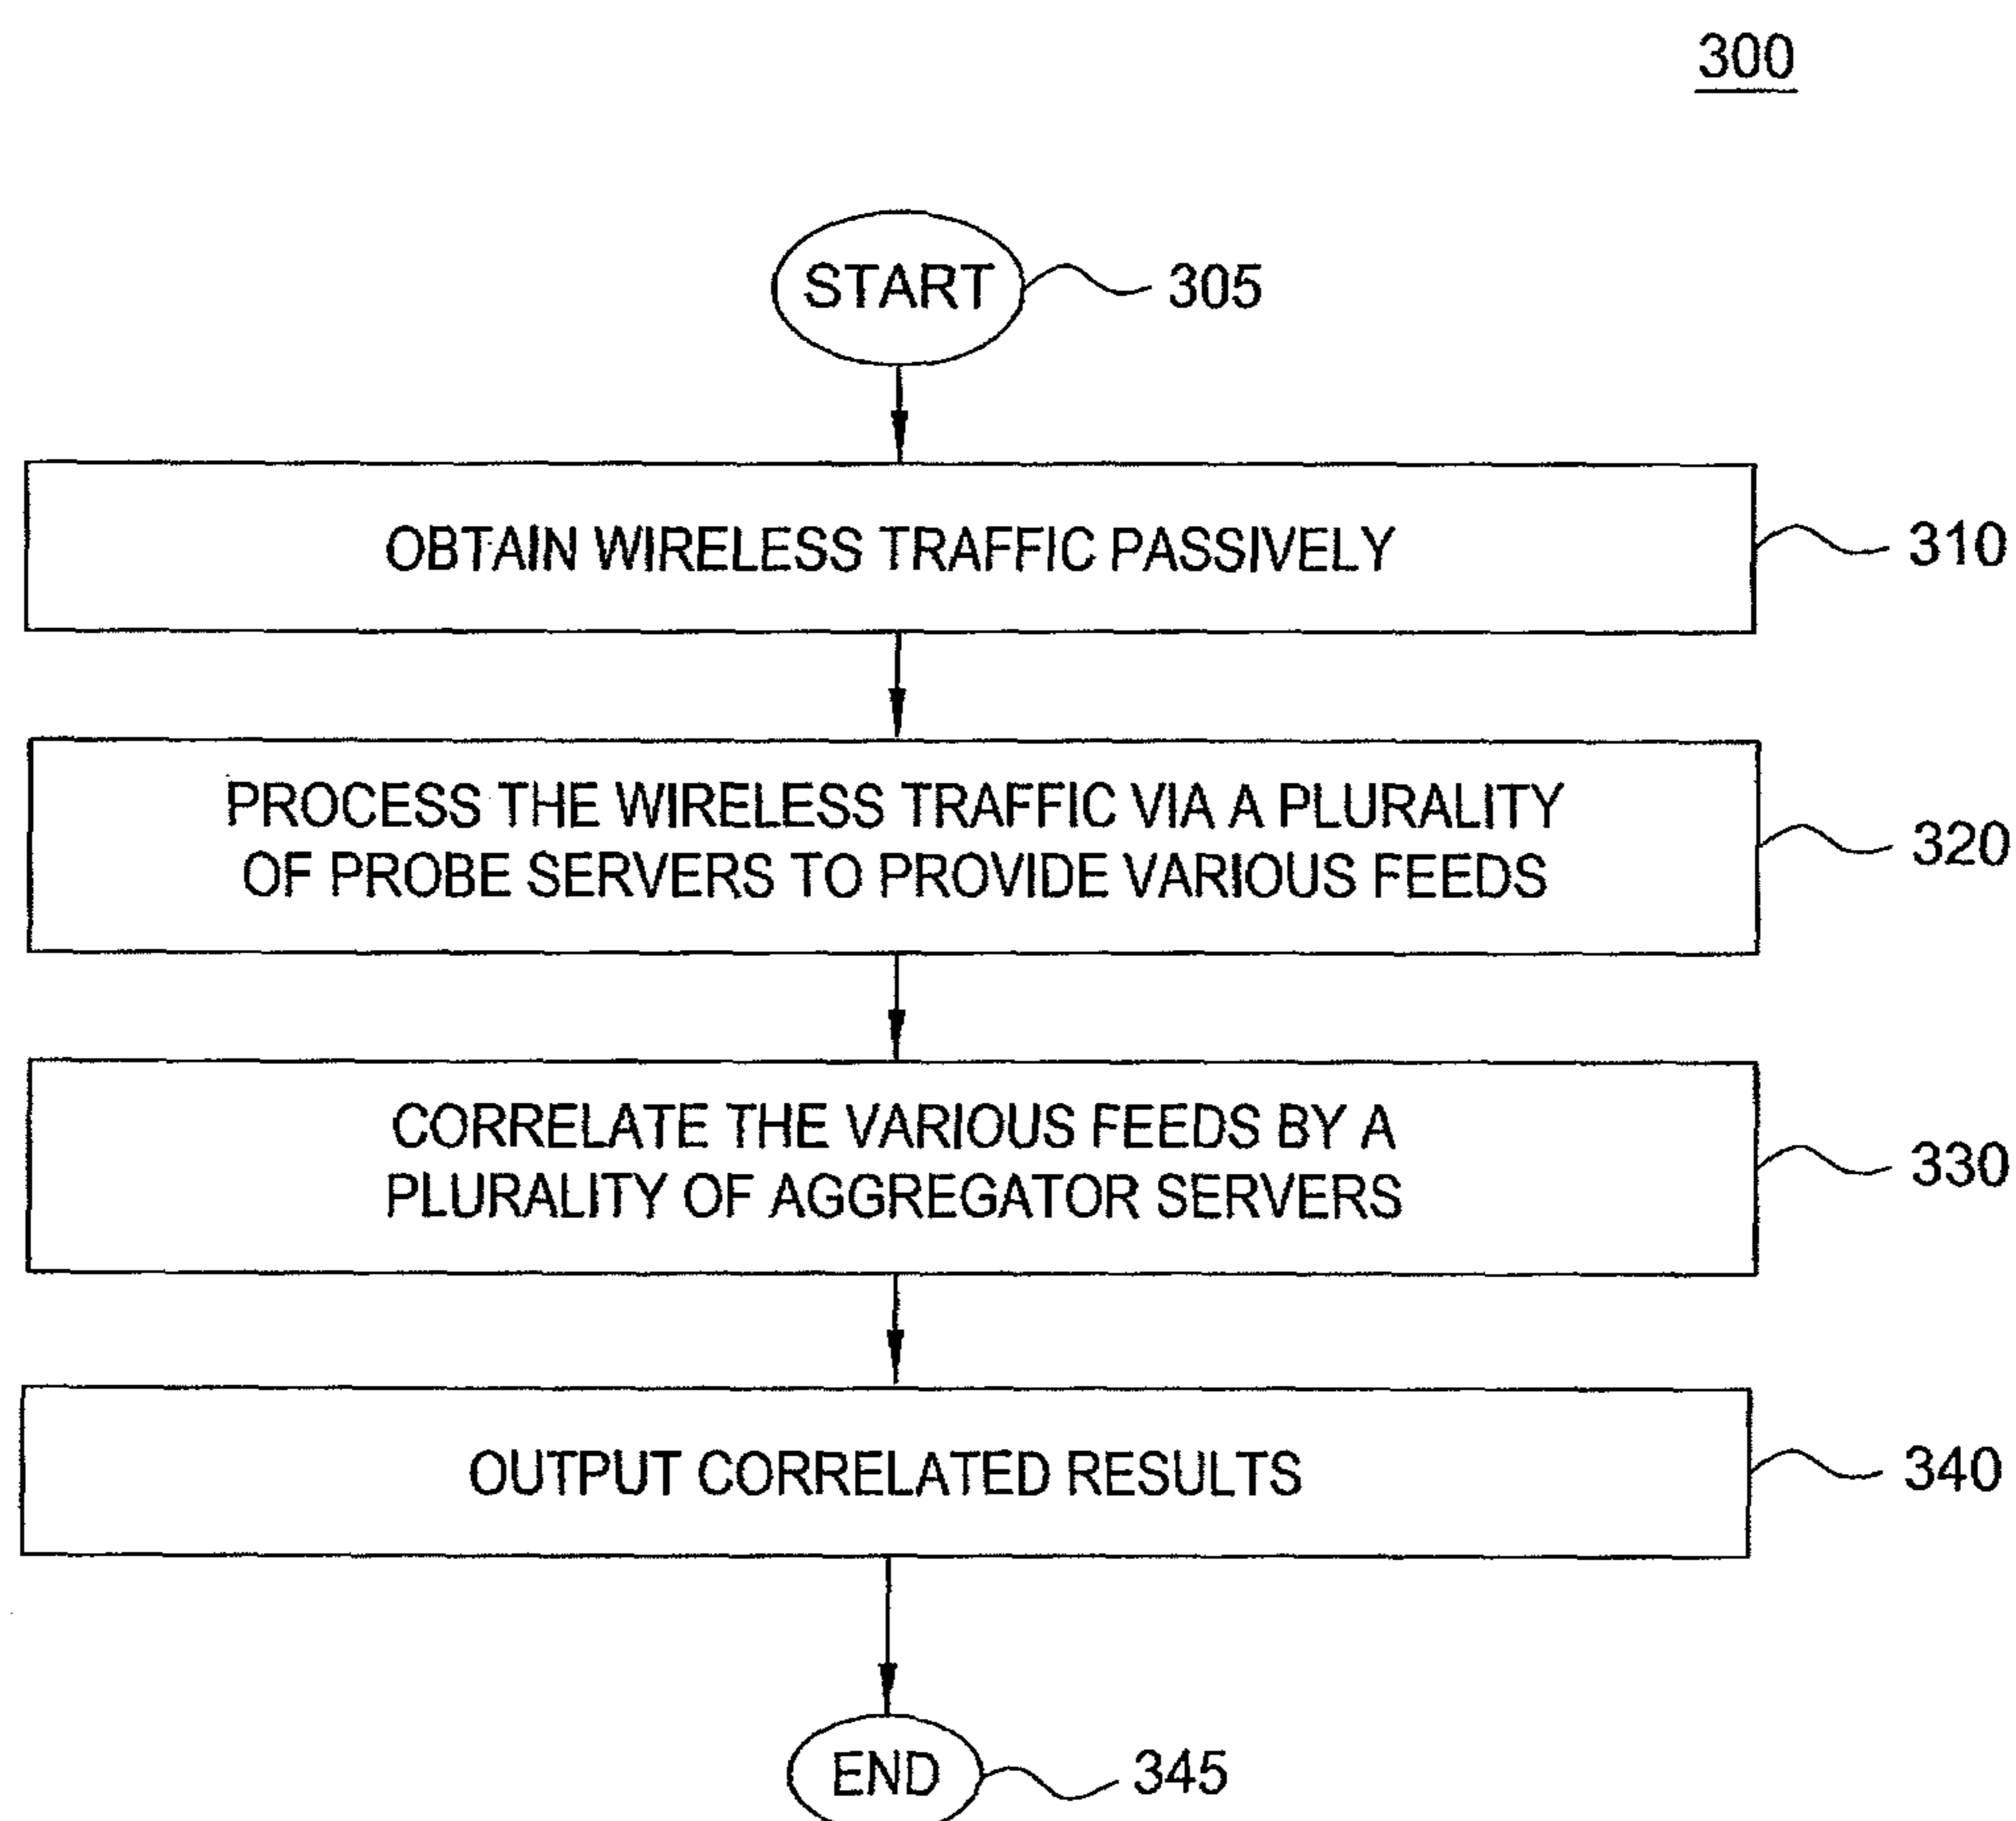 300
START
305
OBTAIN WIRELESS TRAFFIC PASSIVELY
310
PROCESS THE WIRELESS TRAFFIC VIA A PLURALITY
OF PROBE SERVERS TO PROVIDE VARIOUS FEEDS
320
CORRELATE THE VARIOUS FEEDS BY A
PLURALITY OF AGGREGATOR SERVERS
330
OUTPUT CORRELATED RESULTS
340
END
345